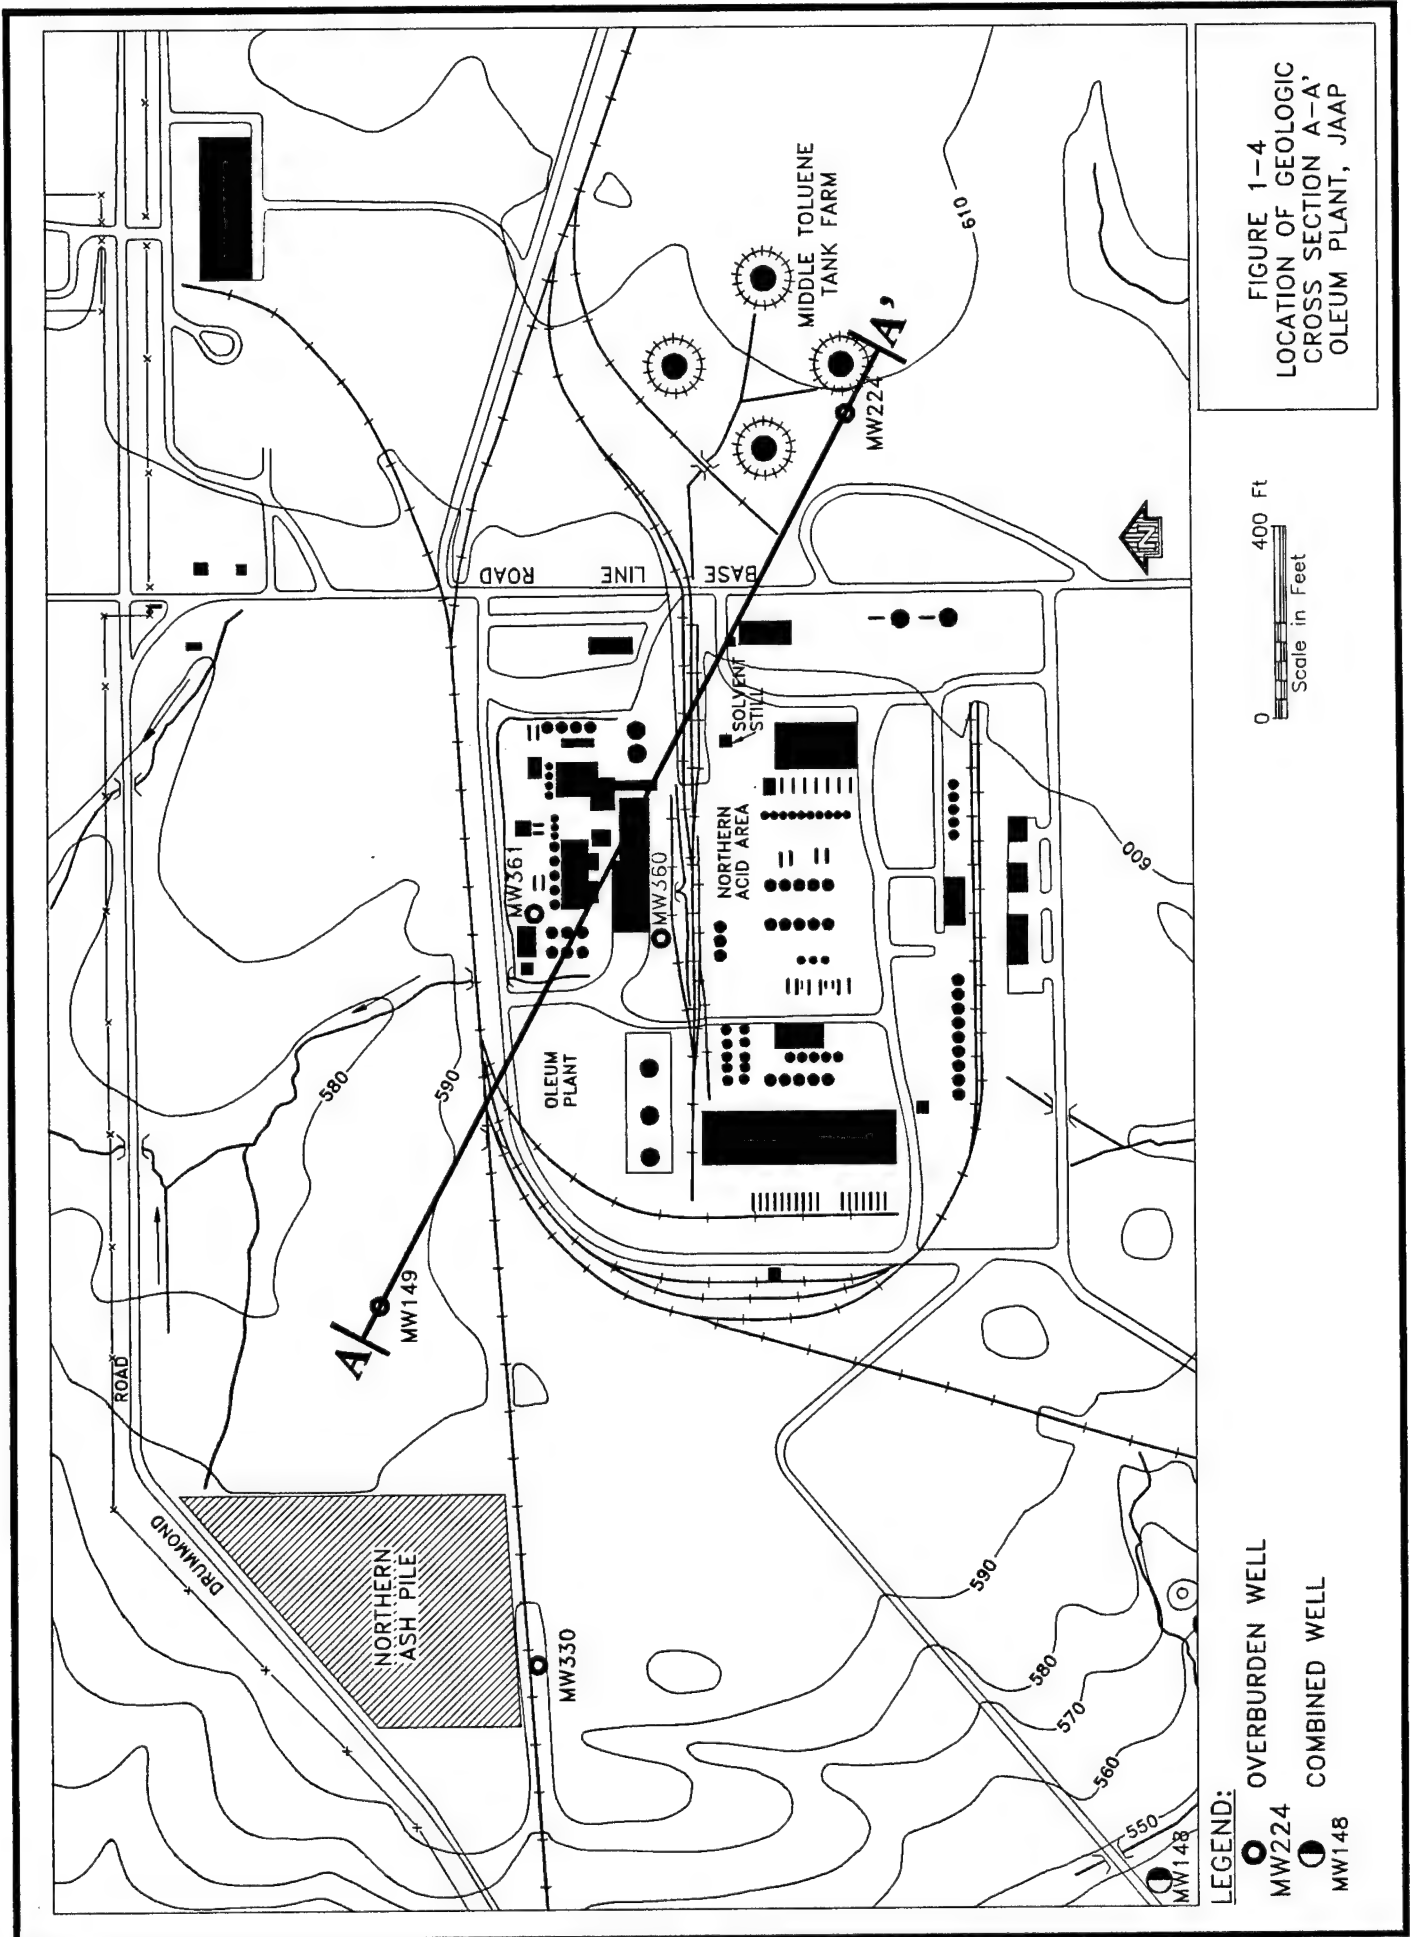 FIGURE 1-4
LOCATION OF GEOLOGIC
CROSS SECTION A-A'
OLEUM PLANT, JAAP
0
400 Ft
Scale in Feet
N
LEGEND:
MW224
OVERBURDEN WELL
MW148
COMBINED WELL
ROAD
DRUMMOND
NORTHERN
ASH PILE
MW330
A
MW149
580
590
OLEUM
PLANT
MW361
MW360
NORTHERN
ACID AREA
SOLVENT
STILL
BASE
LINE
ROAD
MIDDLE TOLUENE
TANK FARM
MW224
A'
610
600
590
580
570
560
550
MW148